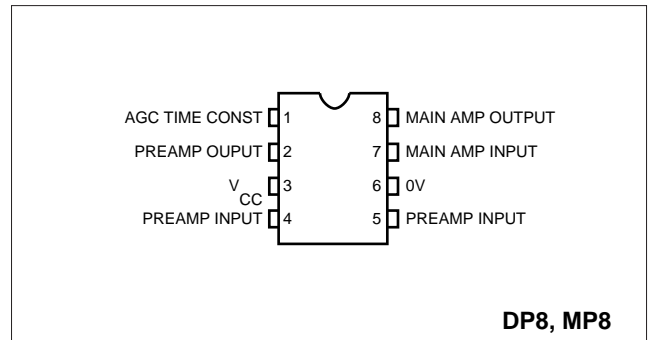 AGC TIME CONST 1 8 MAIN AMP OUTPUT
PREAMP OUPUT 2 7 MAIN AMP INPUT
VCC 3 6 0V
PREAMP INPUT 4 5 PREAMP INPUT
DP8, MP8